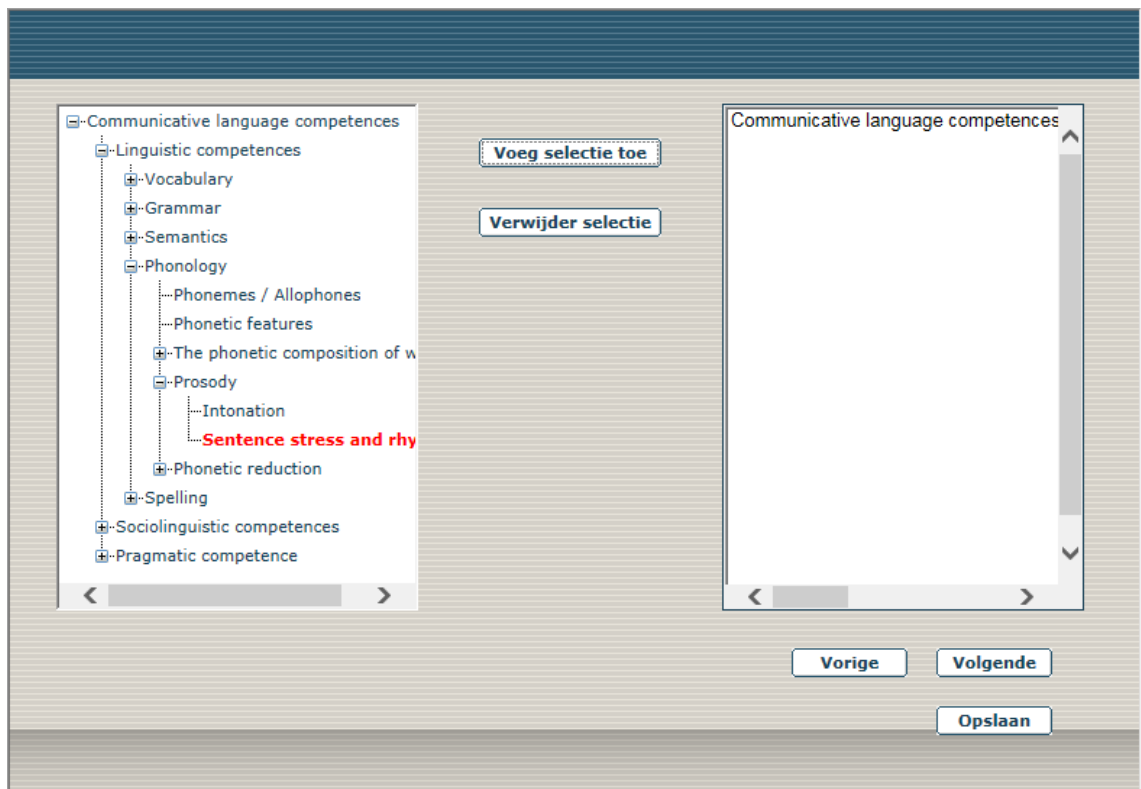 Communicative language competences
Linguistic competences
Vocabulary
Grammar
Semantics
Phonology
Phonemes / Allophones
Phonetic features
The phonetic composition of w
Prosody
Intonation
Sentence stress and rhy
Phonetic reduction
Spelling
Sociolinguistic competences
Pragmatic competence
Voeg selectie toe
Verwijder selectie
Communicative language competences
Vorige
Volgende
Opslaan